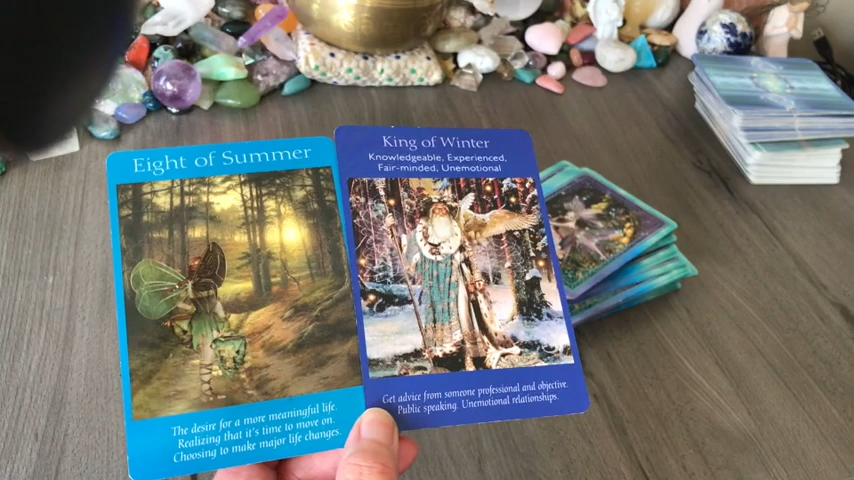 Eight of Summer
The desire for a more meaningful life.
Realizing that it's time to move on.
Choosing to make major life changes.
King of Winter
Knowledgeable, Experienced,
Fair-minded, Unemotional
Get advice from someone professional and objective.
Public speaking. Unemotional relationships.